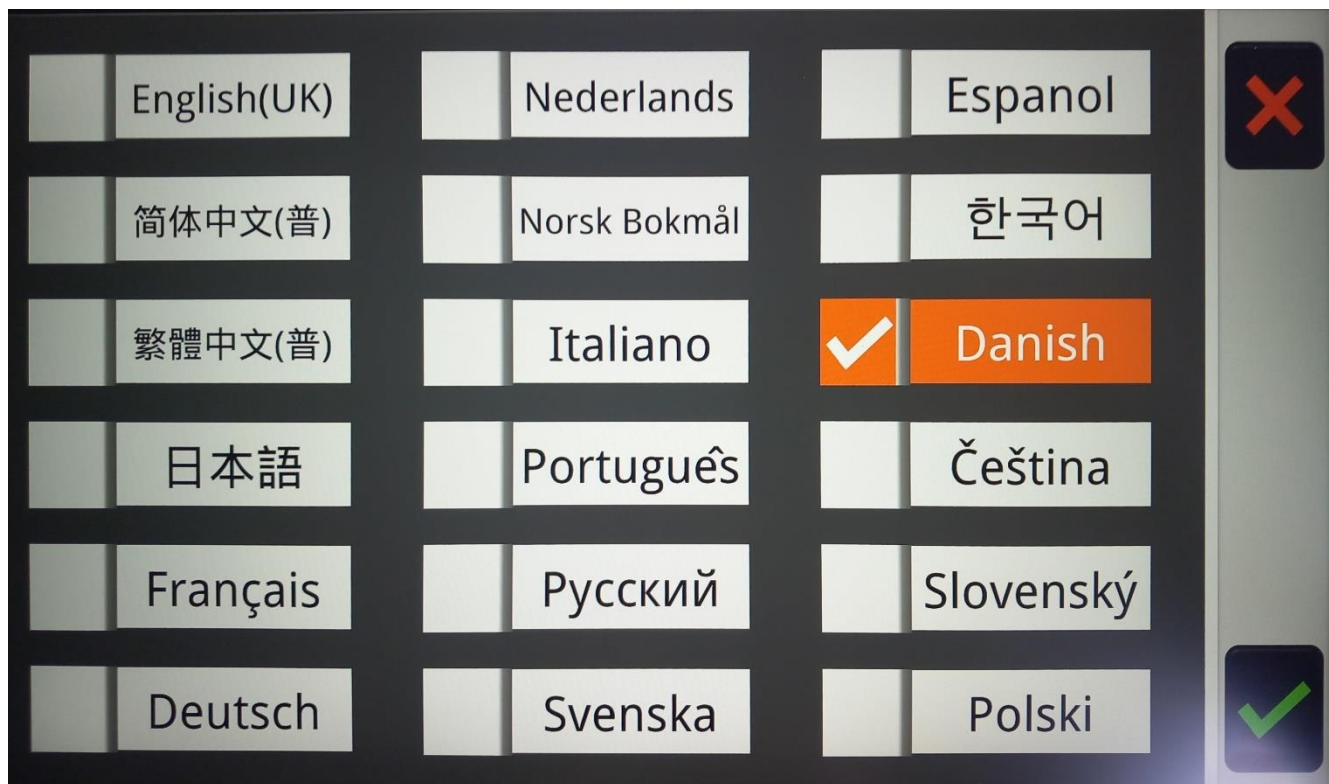 English(UK)
Nederlands
Espanol
简体中文(普)
Norsk Bokmål
한국어
繁體中文(普)
Italiano
Danish
日本語
Português
Čeština
Français
Русский
Slovenský
Deutsch
Svenska
Polski